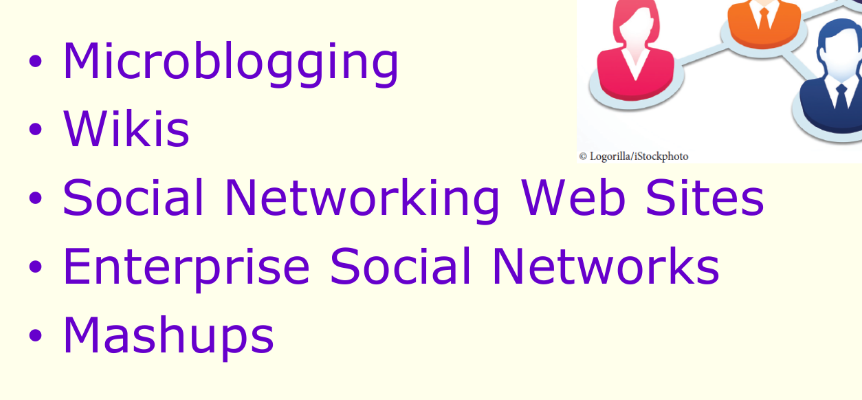 • Microblogging
• Wikis
© Logorilla/iStockphoto
• Social Networking Web Sites
• Enterprise Social Networks
• Mashups